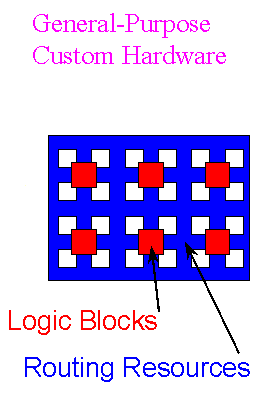 General-Purpose
Custom Hardware
Logic Blocks
Routing Resources